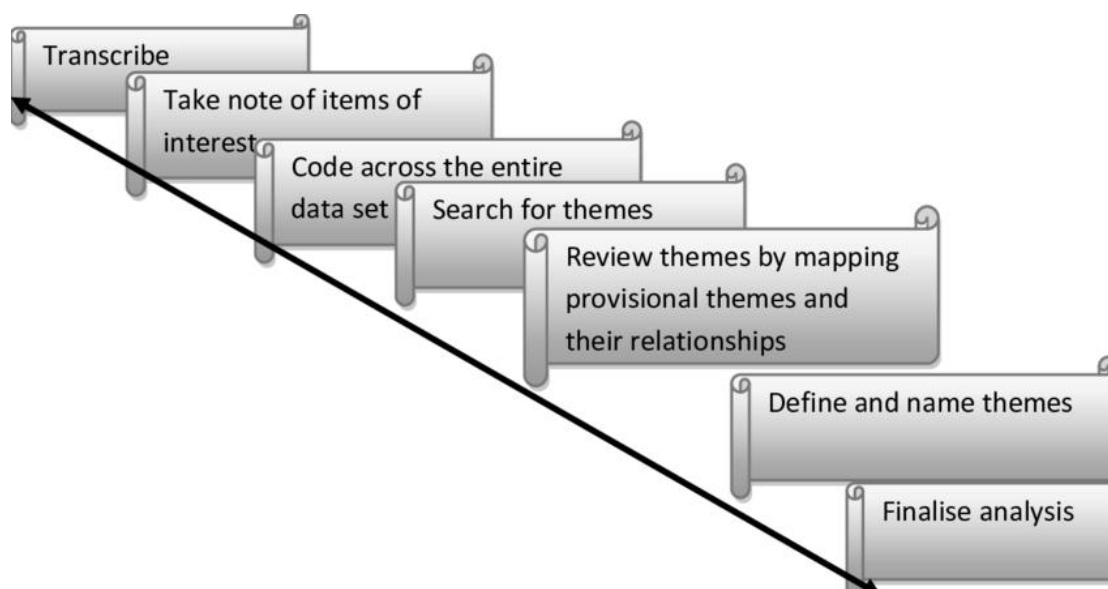 Transcribe
Take note of items of
interest
Code across the entire
data set
Search for themes
Review themes by mapping
provisional themes and
their relationships
Define and name themes
Finalise analysis